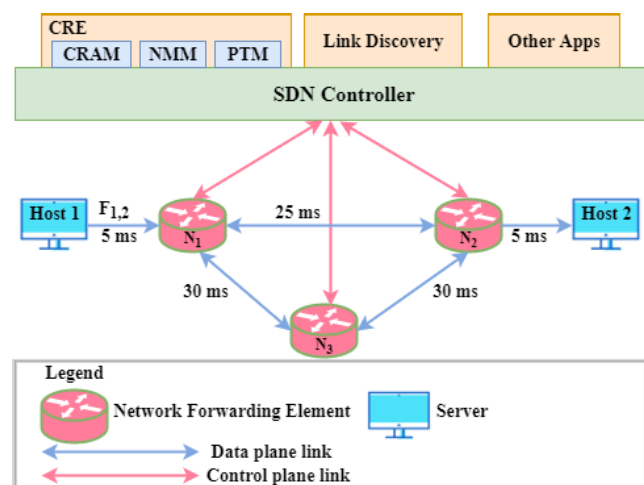 CRE
CRAM NMM PTM
Link Discovery
Other Apps
SDN Controller
Host 1
F1,2
5 ms
N1
25 ms
N2
5 ms
Host 2
30 ms
30 ms
N3
Legend
Network Forwarding Element
Server
Data plane link
Control plane link